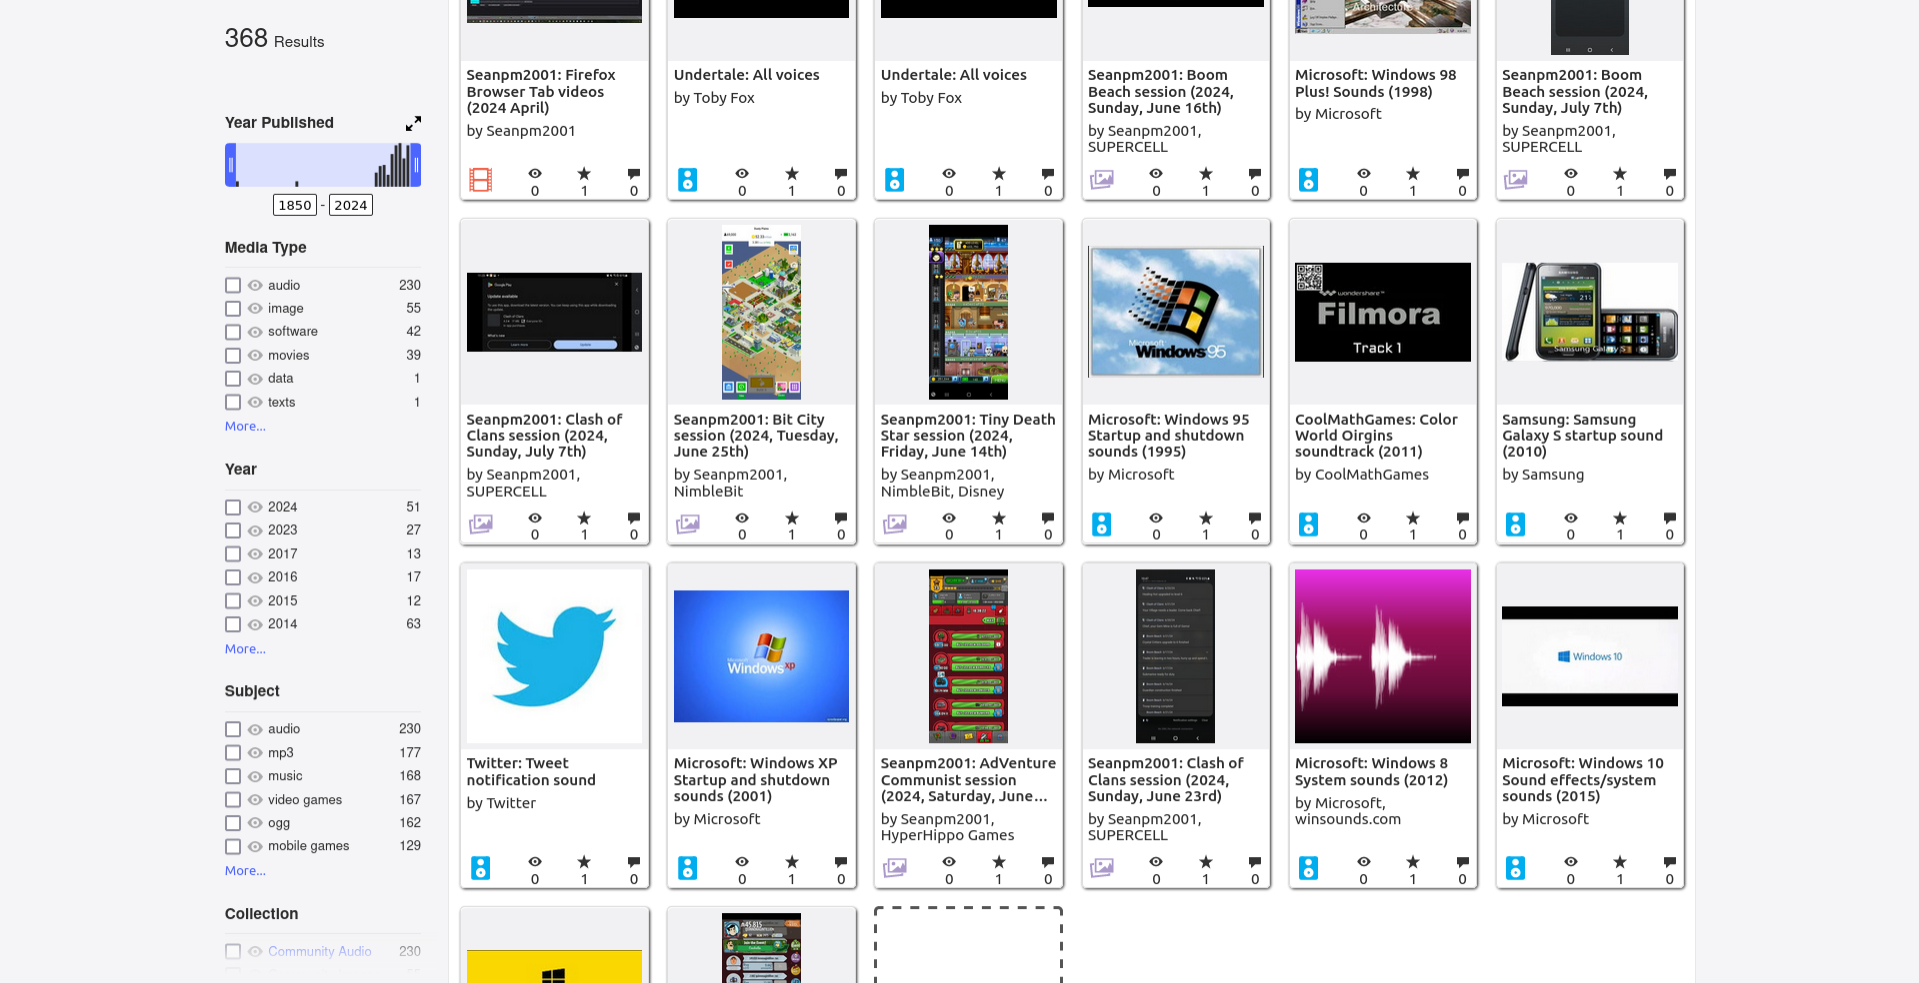 368 Results
Year Published
1850 - 2024
Media Type
audio 230
image 55
software 42
movies 39
data 1
texts 1
More...
Year
2024 51
2023 27
2017 13
2016 17
2015 12
2014 63
More...
Subject
audio 230
mp3 177
music 168
video games 167
ogg 162
mobile games 129
More...
Collection
Community Audio 230
Architecture
Seanpm2001: Firefox
Browser Tab videos
(2024 April)
by Seanpm2001
0 1 0
Undertale: All voices
by Toby Fox
0 1 0
Undertale: All voices
by Toby Fox
0 1 0
Seanpm2001: Boom
Beach session (2024,
Sunday, June 16th)
by Seanpm2001,
SUPERCELL
0 1 0
Microsoft: Windows 98
Plus! Sounds (1998)
by Microsoft
0 1 0
Seanpm2001: Boom
Beach session (2024,
Sunday, July 7th)
by Seanpm2001,
SUPERCELL
0 1 0
Google Play
Update available
Learn more
Update
Seanpm2001: Clash of
Clans session (2024,
Sunday, July 7th)
by Seanpm2001,
SUPERCELL
0 1 0
Seanpm2001: Bit City
session (2024, Tuesday,
June 25th)
by Seanpm2001,
NimbleBit
0 1 0
Seanpm2001: Tiny Death
Star session (2024,
Friday, June 14th)
by Seanpm2001,
NimbleBit, Disney
0 1 0
Microsoft
Windows 95
Microsoft: Windows 95
Startup and shutdown
sounds (1995)
by Microsoft
0 1 0
wondershare™
Filmora
Track 1
CoolMathGames: Color
World Oirgins
soundtrack (2011)
by CoolMathGames
0 1 0
Samsung: Samsung
Galaxy S startup sound
(2010)
by Samsung
0 1 0
Twitter: Tweet
notification sound
by Twitter
0 1 0
Windows xp
Microsoft: Windows XP
Startup and shutdown
sounds (2001)
by Microsoft
0 1 0
Seanpm2001: AdVenture
Communist session
(2024, Saturday, June...
by Seanpm2001,
HyperHippo Games
0 1 0
Seanpm2001: Clash of
Clans session (2024,
Sunday, June 23rd)
by Seanpm2001,
SUPERCELL
0 1 0
Microsoft: Windows 8
System sounds (2012)
by Microsoft,
winsounds.com
0 1 0
Windows 10
Microsoft: Windows 10
Sound effects/system
sounds (2015)
by Microsoft
0 1 0